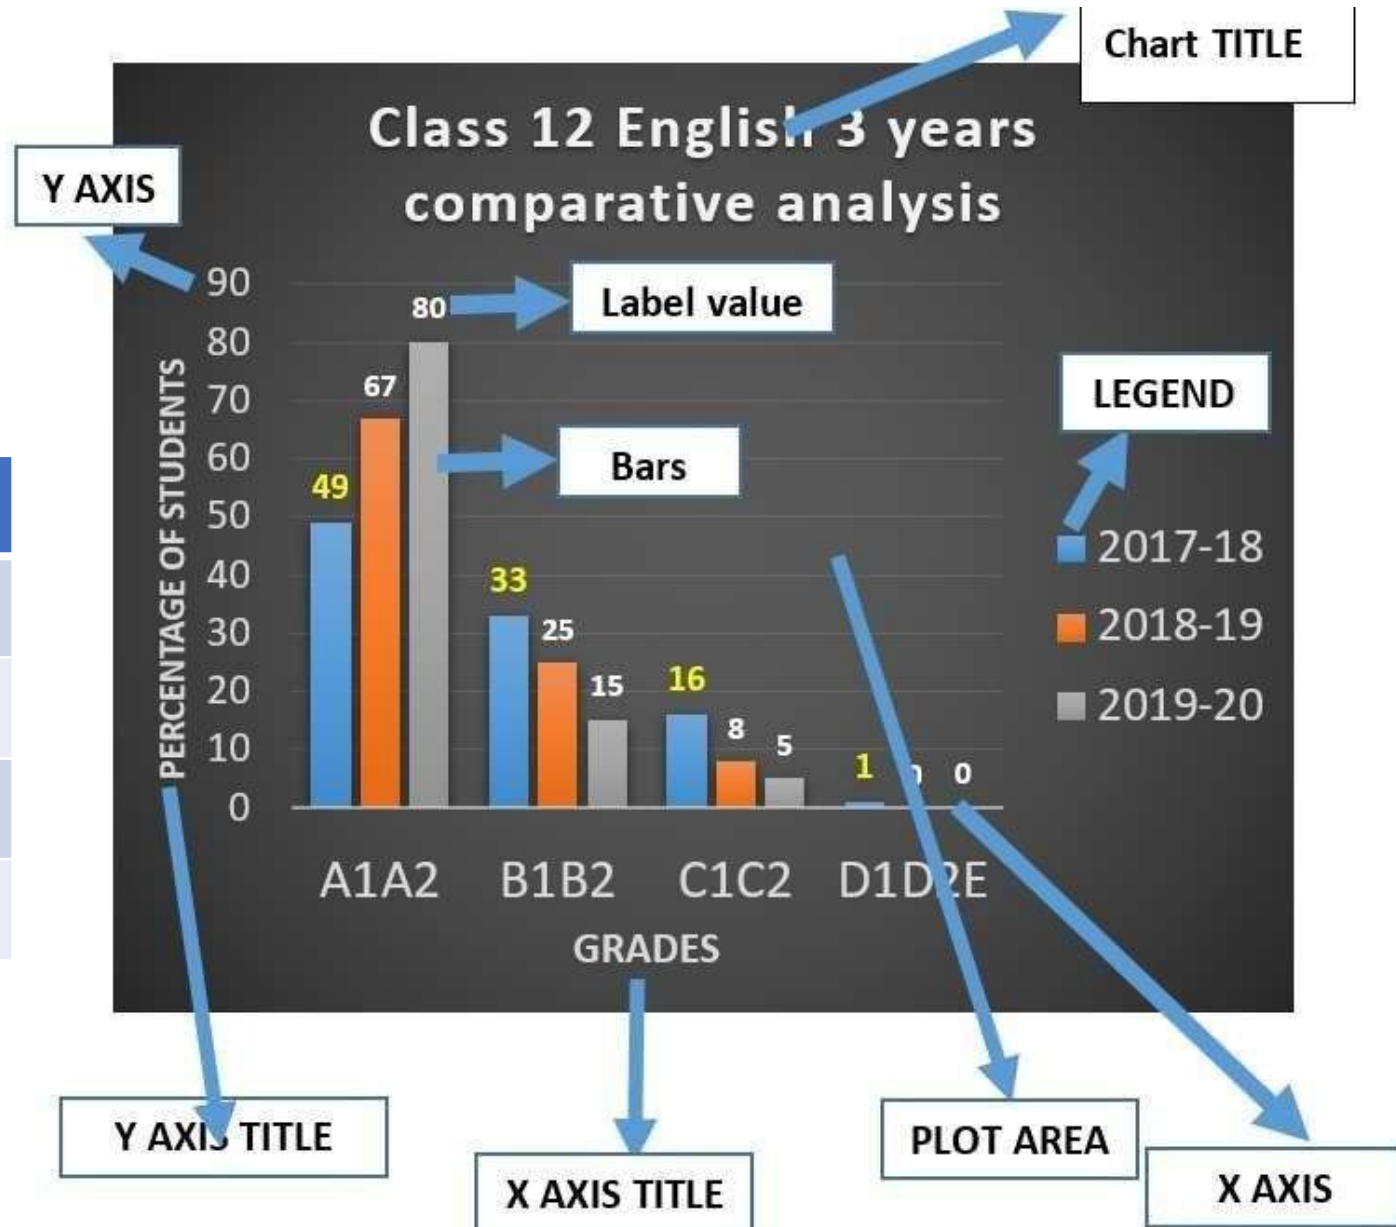 Chart TITLE
Class 12 English 3 years
comparative analysis
Y AXIS
90
80
70
60
50
40
30
20
10
0
PERCENTAGE OF STUDENTS
80
Label value
67
49
Bars
33
25
15
16
8
5
1
0
LEGEND
2017-18
2018-19
2019-20
A1A2
B1B2
C1C2
D1D2E
GRADES
Y AXIS TITLE
X AXIS TITLE
PLOT AREA
X AXIS